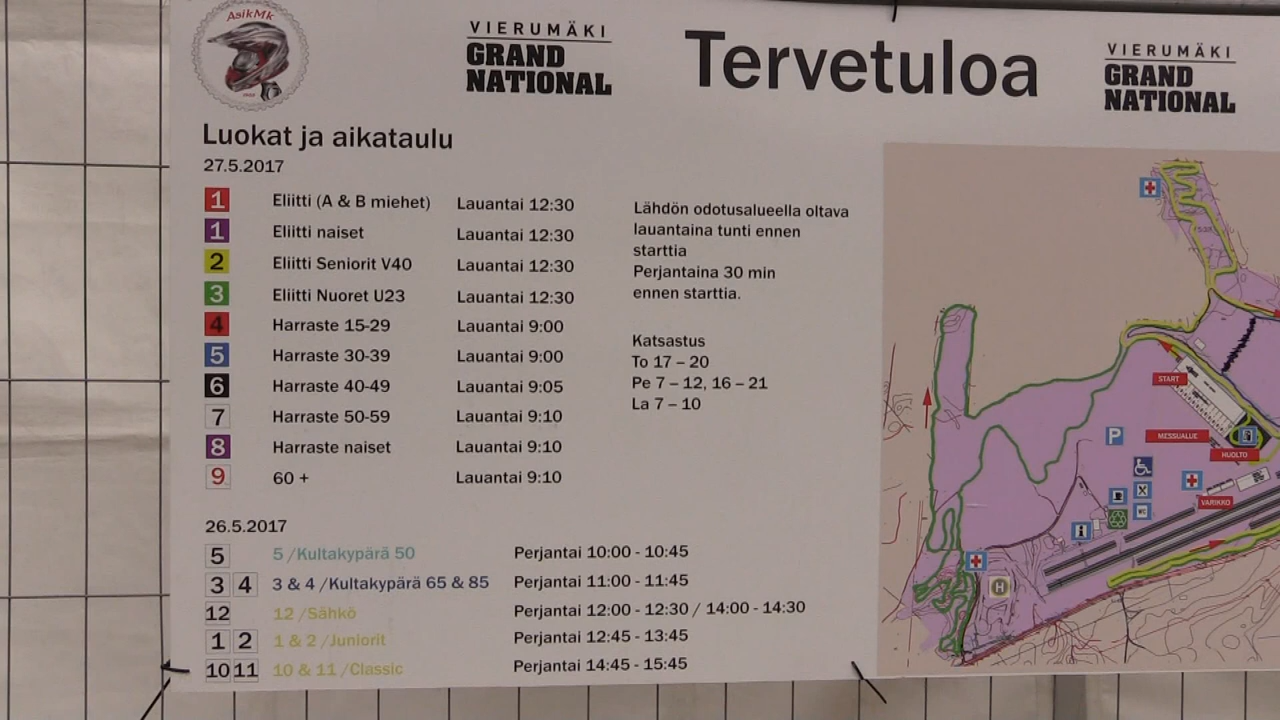 AsikMk
VIERUMÄKI
GRAND
NATIONAL
Tervetuloa
VIERUMÄKI
GRAND
NATIONAL
Luokat ja aikataulu
27.5.2017
1 Eliitti (A & B miehet) Lauantai 12:30
1 Eliitti naiset Lauantai 12:30
2 Eliitti Seniorit V40 Lauantai 12:30
3 Eliitti Nuoret U23 Lauantai 12:30
4 Harraste 15-29 Lauantai 9:00
5 Harraste 30-39 Lauantai 9:00
6 Harraste 40-49 Lauantai 9:05
7 Harraste 50-59 Lauantai 9:10
8 Harraste naiset Lauantai 9:10
9 60 + Lauantai 9:10
Lähdön odotusalueella oltava
lauantaina tunti ennen
starttia
Perjantaina 30 min
ennen starttia.
Katsastus
To 17 – 20
Pe 7 – 12, 16 – 21
La 7 – 10
26.5.2017
5 5 /Kultakypärä 50 Perjantai 10:00 - 10:45
3 4 3 & 4 /Kultakypärä 65 & 85 Perjantai 11:00 - 11:45
12 12 /Sähkö Perjantai 12:00 - 12:30 / 14:00 - 14:30
1 2 1 & 2 /Juniorit Perjantai 12:45 - 13:45
10 11 10 & 11 /Classic Perjantai 14:45 - 15:45
START
P
MESSUALUE
HUOLTO
VARIKKO
WC
i
H